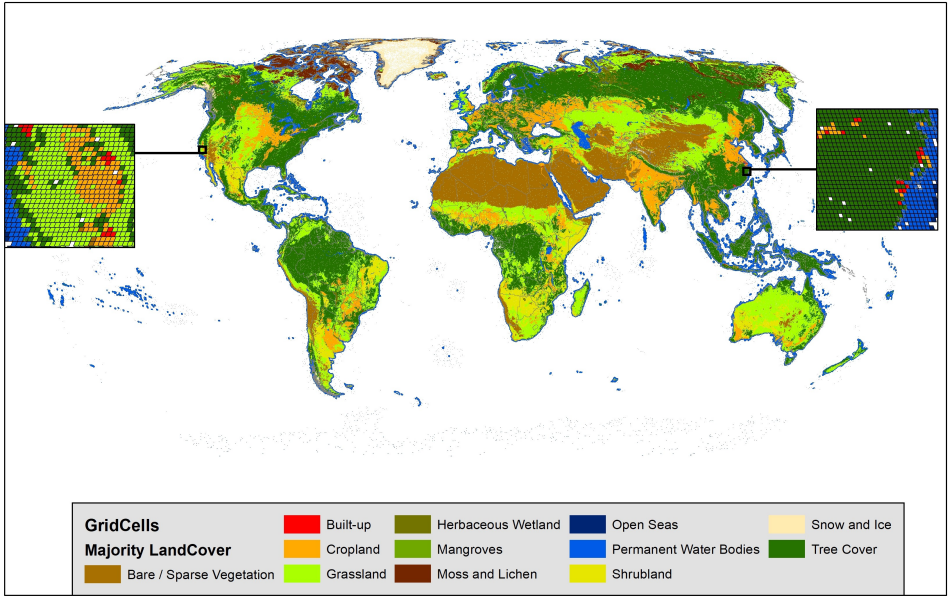 GridCells
Majority LandCover
Bare / Sparse Vegetation
Built-up
Cropland
Grassland
Herbaceous Wetland
Mangroves
Moss and Lichen
Open Seas
Permanent Water Bodies
Shrubland
Snow and Ice
Tree Cover